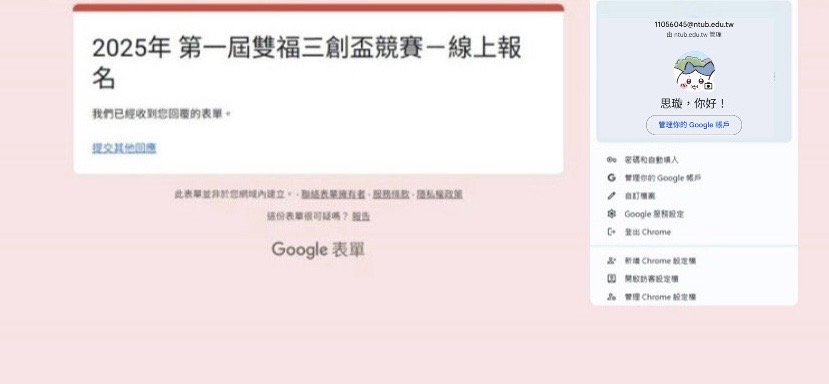 2025年 第一屆雙福三創盃競賽－線上報
名
我們已經收到您回覆的表單。
提交其他回應
此表單並非於您網域內建立。 - 聯絡表單擁有者 - 服務條款 - 隱私權政策
這份表單很可疑嗎？ 報告
Google 表單
11056045@ntub.edu.tw
由 ntub.edu.tw 管理
思璇，你好！
管理你的 Google 帳戶
密碼和自動填入
管理你的 Google 帳戶
自訂檔案
Google 服務設定
登出 Chrome
新增 Chrome 設定檔
開啟訪客設定檔
管理 Chrome 設定檔